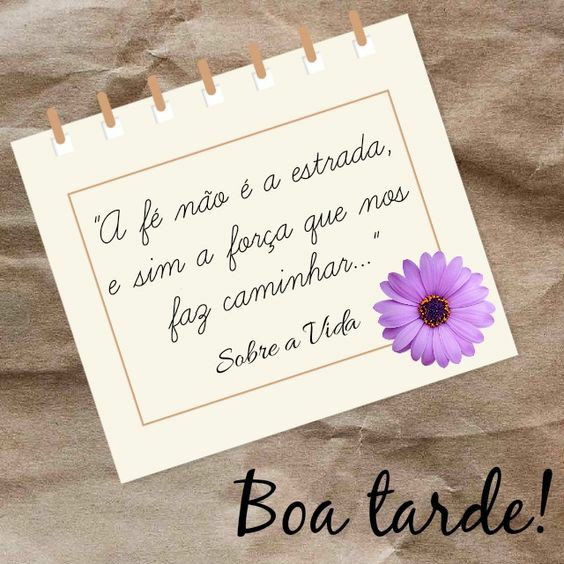 "A fé não é a estrada,
e sim a força que nos
faz caminhar..."
Sobre a Vida
Boa tarde!